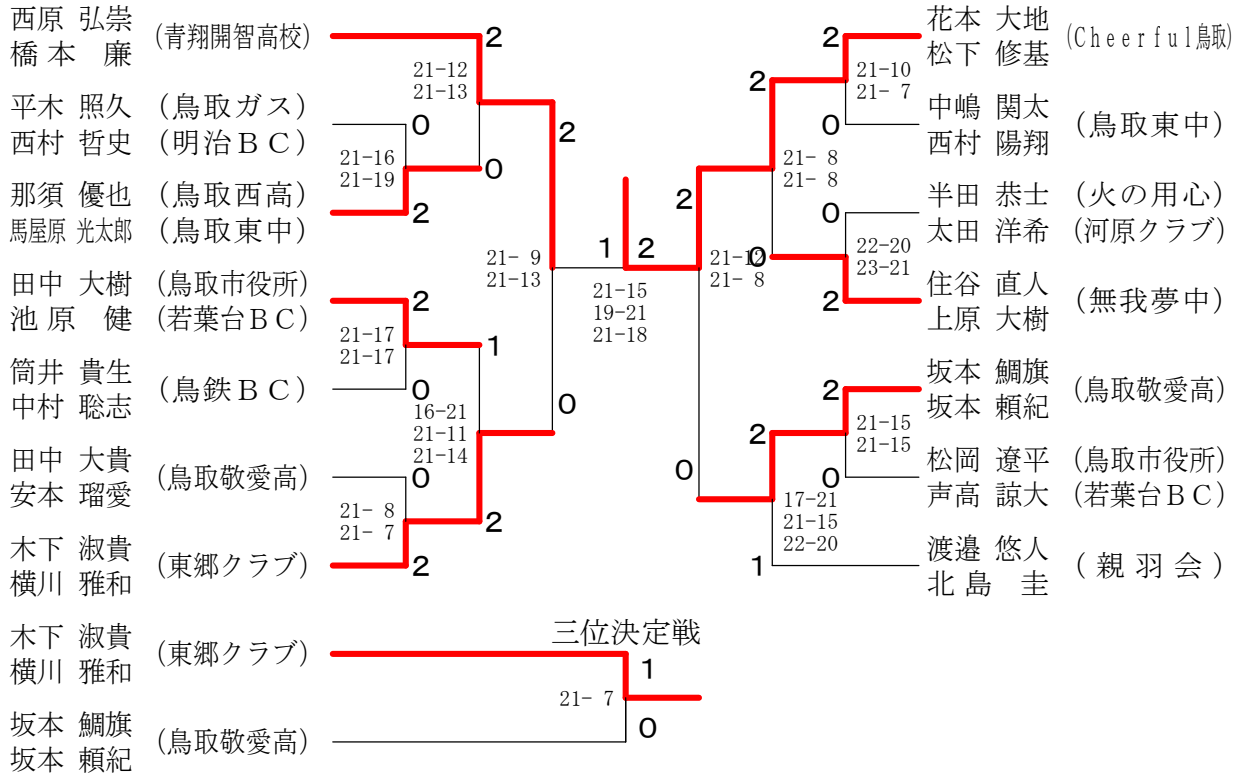 西原 弘崇
橋本 廉
(青翔開智高校)
2
21-12
21-13
平木 照久 (鳥取ガス)
西村 哲史 (明治ＢＣ)
0
21-16
21-19
0
那須 優也 (鳥取西高)
馬屋原 光太郎 (鳥取東中)
2
2
21- 9
21-13
田中 大樹 (鳥取市役所)
池原 健 (若葉台ＢＣ)
2
21-17
21-17
1
筒井 貴生
中村 聡志
(鳥鉄ＢＣ)
0
16-21
21-11
21-14
0
田中 大貴
安本 瑠愛
(鳥取敬愛高)
0
21- 8
21- 7
2
木下 淑貴
横川 雅和
(東郷クラブ)
2
1 2
21-15
19-21
21-18
花本 大地
松下 修基
(Cheerful鳥取)
2
21-10
21- 7
2
中嶋 関太
西村 陽翔
(鳥取東中)
0
21- 8
21- 8
2
半田 恭士 (火の用心)
太田 洋希 (河原クラブ)
0
22-20
23-21
0
21-12
21- 8
住谷 直人
上原 大樹
(無我夢中)
2
坂本 鯛旗
坂本 頼紀
(鳥取敬愛高)
2
21-15
21-15
2
松岡 遼平 (鳥取市役所)
声高 諒大 (若葉台ＢＣ)
0
0
17-21
21-15
22-20
渡邉 悠人
北島 圭
(親羽会)
1
三位決定戦
木下 淑貴
横川 雅和
(東郷クラブ)
1
21- 7
坂本 鯛旗
坂本 頼紀
(鳥取敬愛高)
0